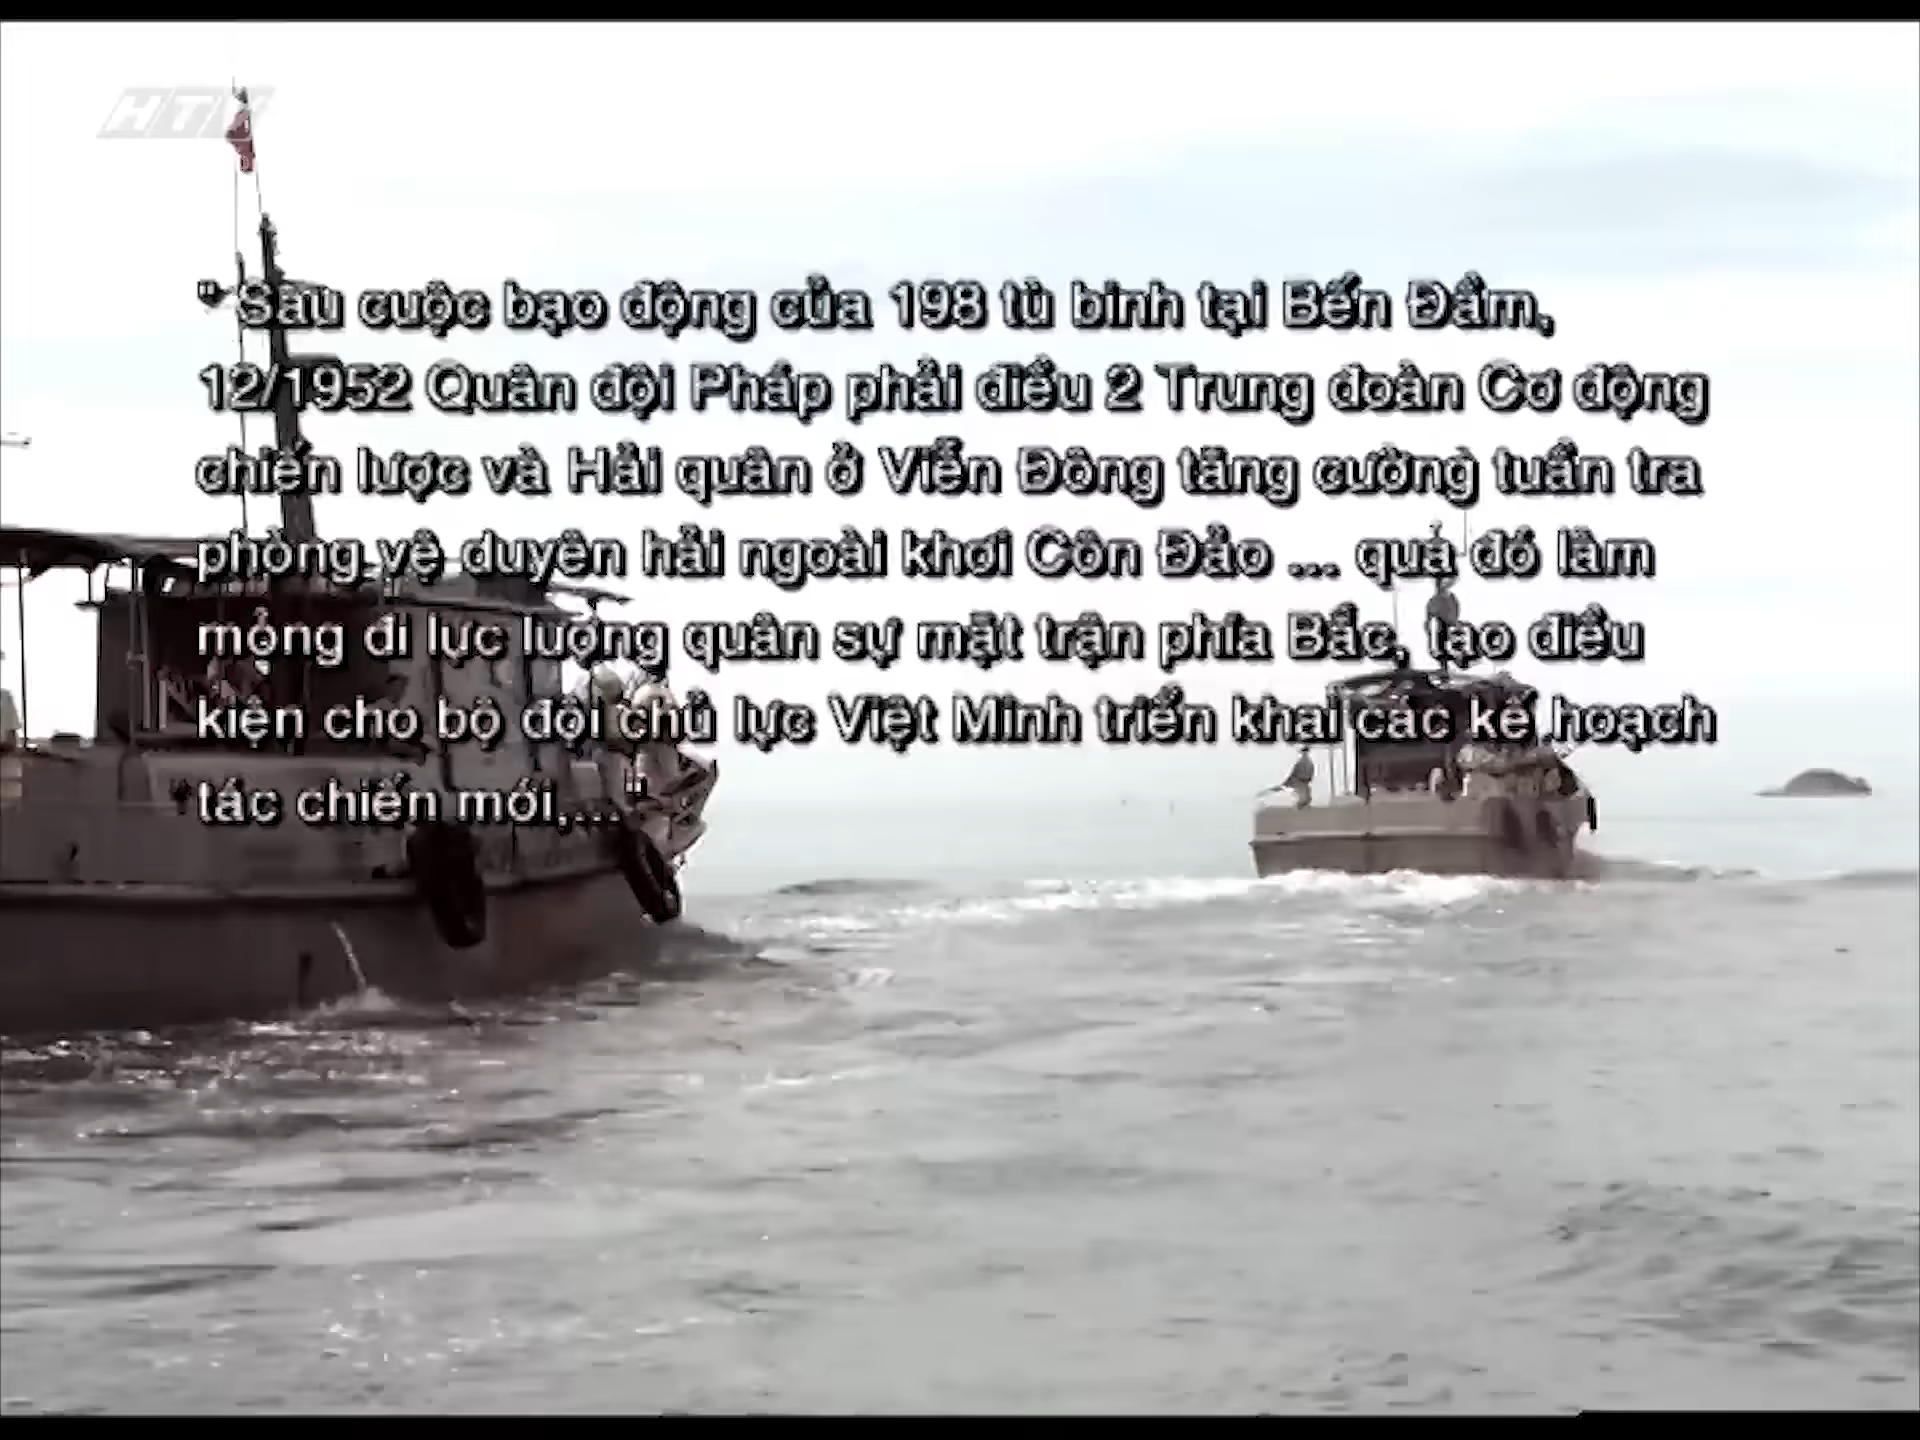 HTV
" Sau cuộc bạo động của 198 tù binh tại Bến Đầm,
12/1952 Quân đội Pháp phải điều 2 Trung đoàn Cơ động
chiến lược và Hải quân ở Viễn Đông tăng cường tuần tra
phòng vệ duyên hải ngoài khơi Côn Đảo ... qua đó làm
mỏng đi lực lượng quân sự mặt trận phía Bắc, tạo điều
kiện cho bộ đội chủ lực Việt Minh triển khai các kế hoạch
tác chiến mới,... "